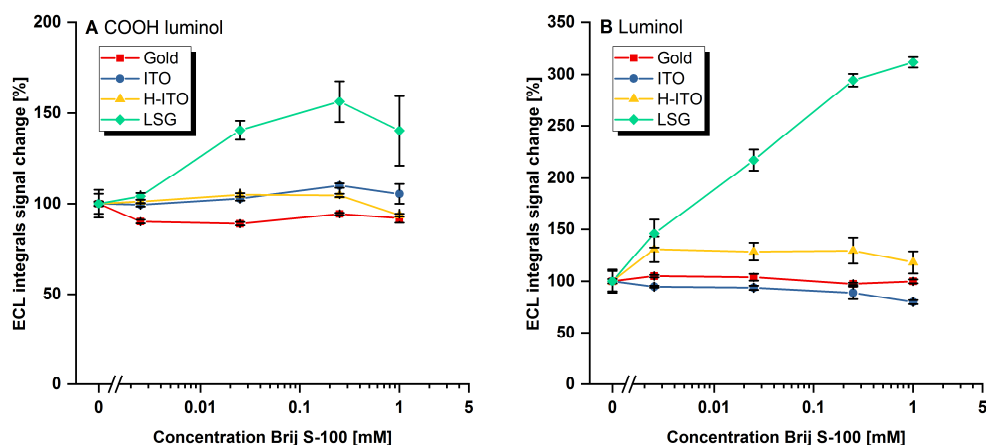 A COOH luminol
Gold
ITO
H-ITO
LSG
ECL integrals signal change [%]
200
150
100
50
0
0
0.01
0.1
1
5
Concentration Brij S-100 [mM]
B Luminol
Gold
ITO
H-ITO
LSG
ECL integrals signal change [%]
350
300
250
200
150
100
50
0
0
0.01
0.1
1
5
Concentration Brij S-100 [mM]